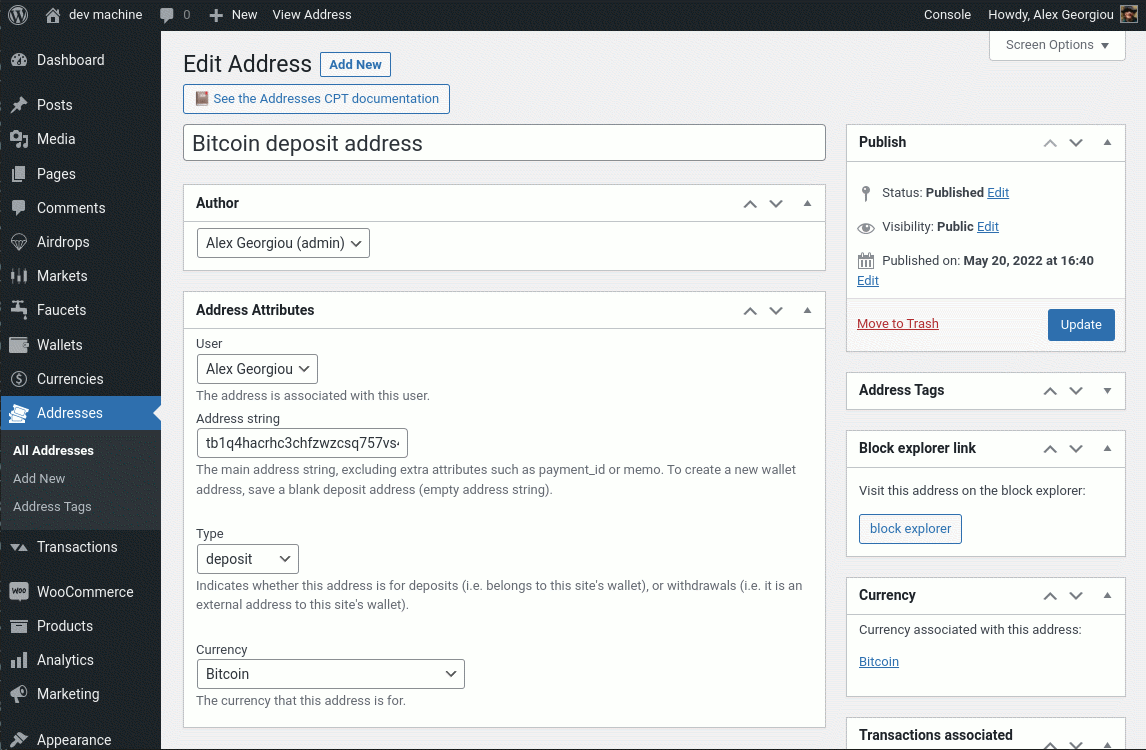 dev machine
0
New
View Address
Console
Howdy, Alex Georgiou
Dashboard
Posts
Media
Pages
Comments
Airdrops
Markets
Faucets
Wallets
Currencies
Addresses
All Addresses
Add New
Address Tags
Transactions
WOO
WooCommerce
Products
Analytics
Marketing
Appearance
Screen Options
Edit Address
Add New
See the Addresses CPT documentation
Bitcoin deposit address
Author
Alex Georgiou (admin)
Address Attributes
User
Alex Georgiou
The address is associated with this user.
Address string
tb1q4hacrhc3chfzwzcsq757vs
The main address string, excluding extra attributes such as payment_id or memo. To create a new wallet
address, save a blank deposit address (empty address string).
Type
deposit
Indicates whether this address is for deposits (i.e. belongs to this site's wallet), or withdrawals (i.e. it is an
external address to this site's wallet).
Currency
Bitcoin
The currency that this address is for.
Publish
Status: Published Edit
Visibility: Public Edit
Published on: May 20, 2022 at 16:40
Edit
Move to Trash
Update
Address Tags
Block explorer link
Visit this address on the block explorer:
block explorer
Currency
Currency associated with this address:
Bitcoin
Transactions associated